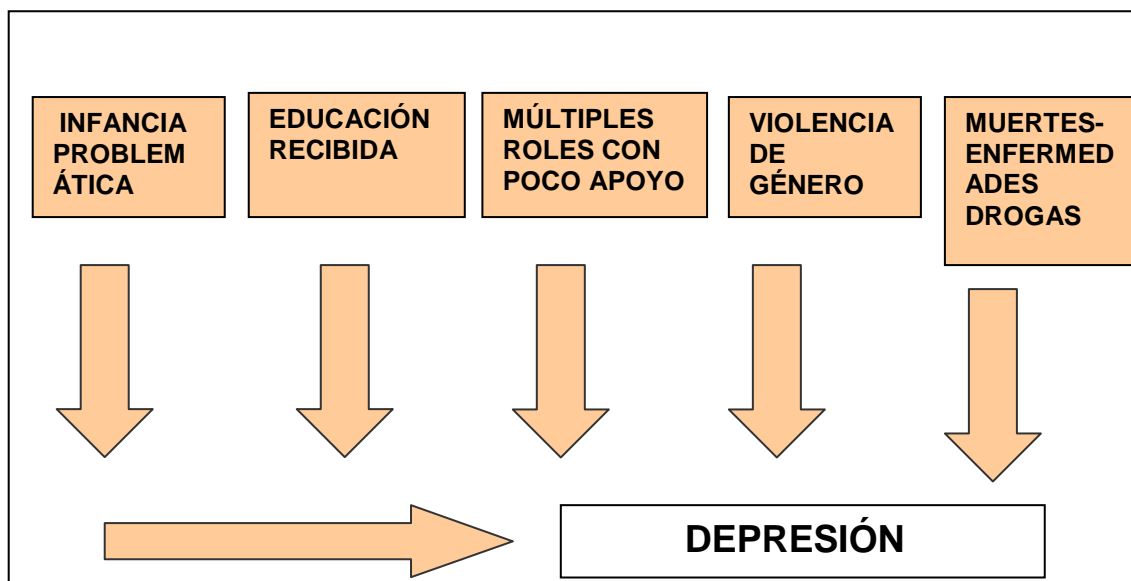 INFANCIA
PROBLEM
ÁTICA
EDUCACIÓN
RECIBIDA
MÚLTIPLES
ROLES CON
POCO APOYO
VIOLENCIA
DE
GÉNERO
MUERTES-
ENFERMED
ADES
DROGAS
DEPRESIÓN